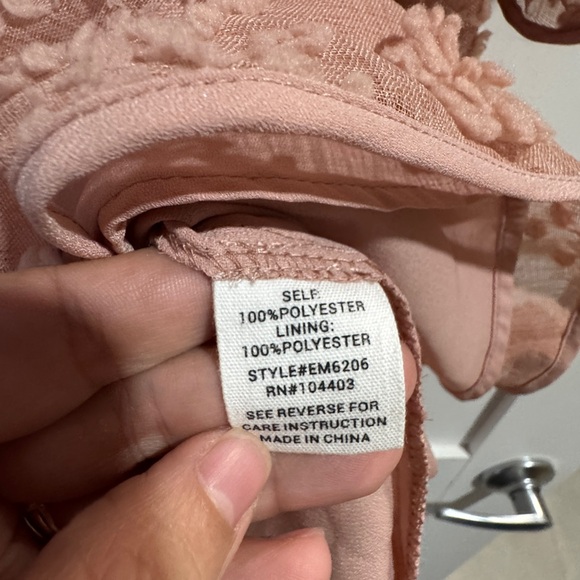 SELF:
100%POLYESTER
LINING:
100%POLYESTER
STYLE#EM6206
RN#104403
SEE REVERSE FOR
CARE INSTRUCTION
MADE IN CHINA